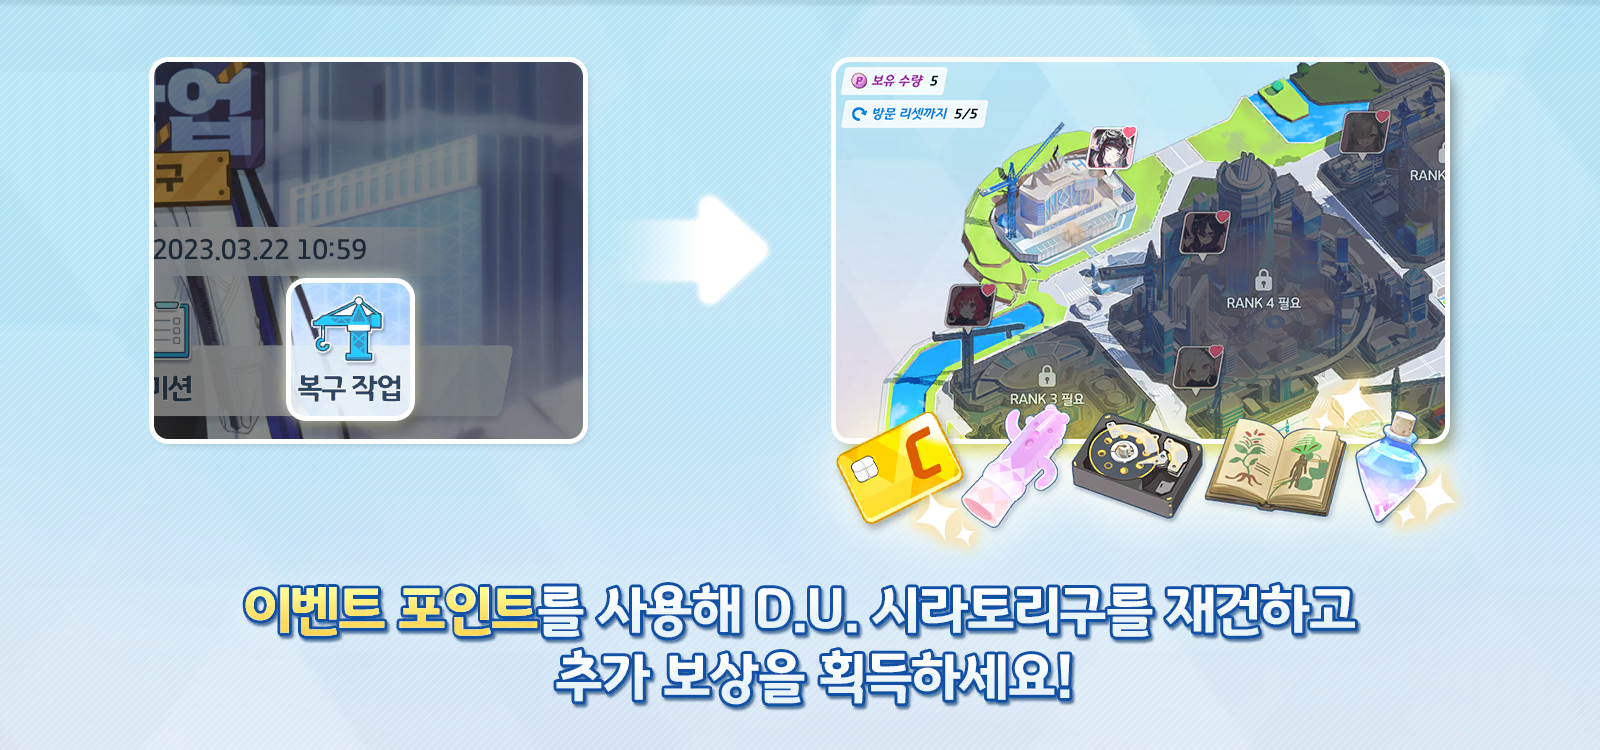 업
구
2023.03.22 10:59
미션
복구 작업
P 보유 수량 5
방문 리셋까지 5/5
RANK
RANK 4 필요
RANK 3 필요
이벤트 포인트를 사용해 D.U. 시라토리구를 재건하고
추가 보상을 획득하세요!